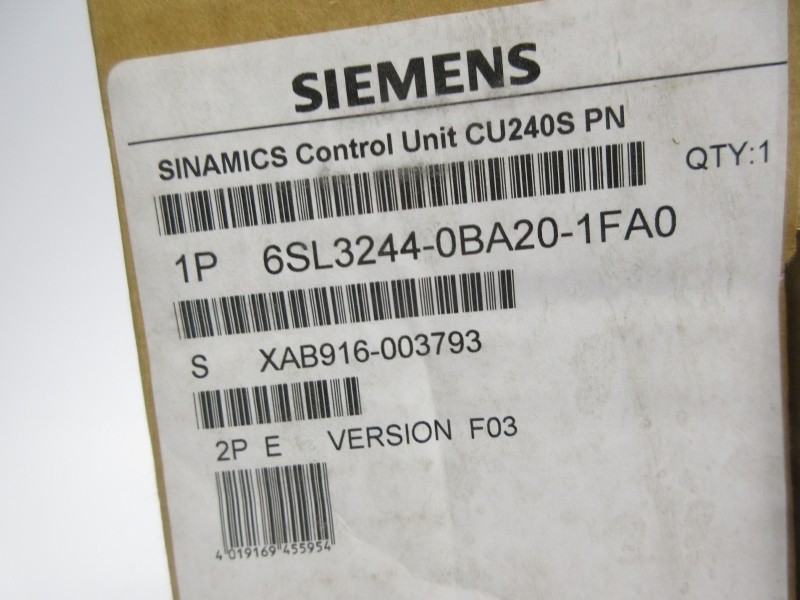 SIEMENS
SINAMICS Control Unit CU240S PN
QTY:1
1P 6SL3244-0BA20-1FA0
S XAB916-003793
2P E VERSION F03
4 019169 455954